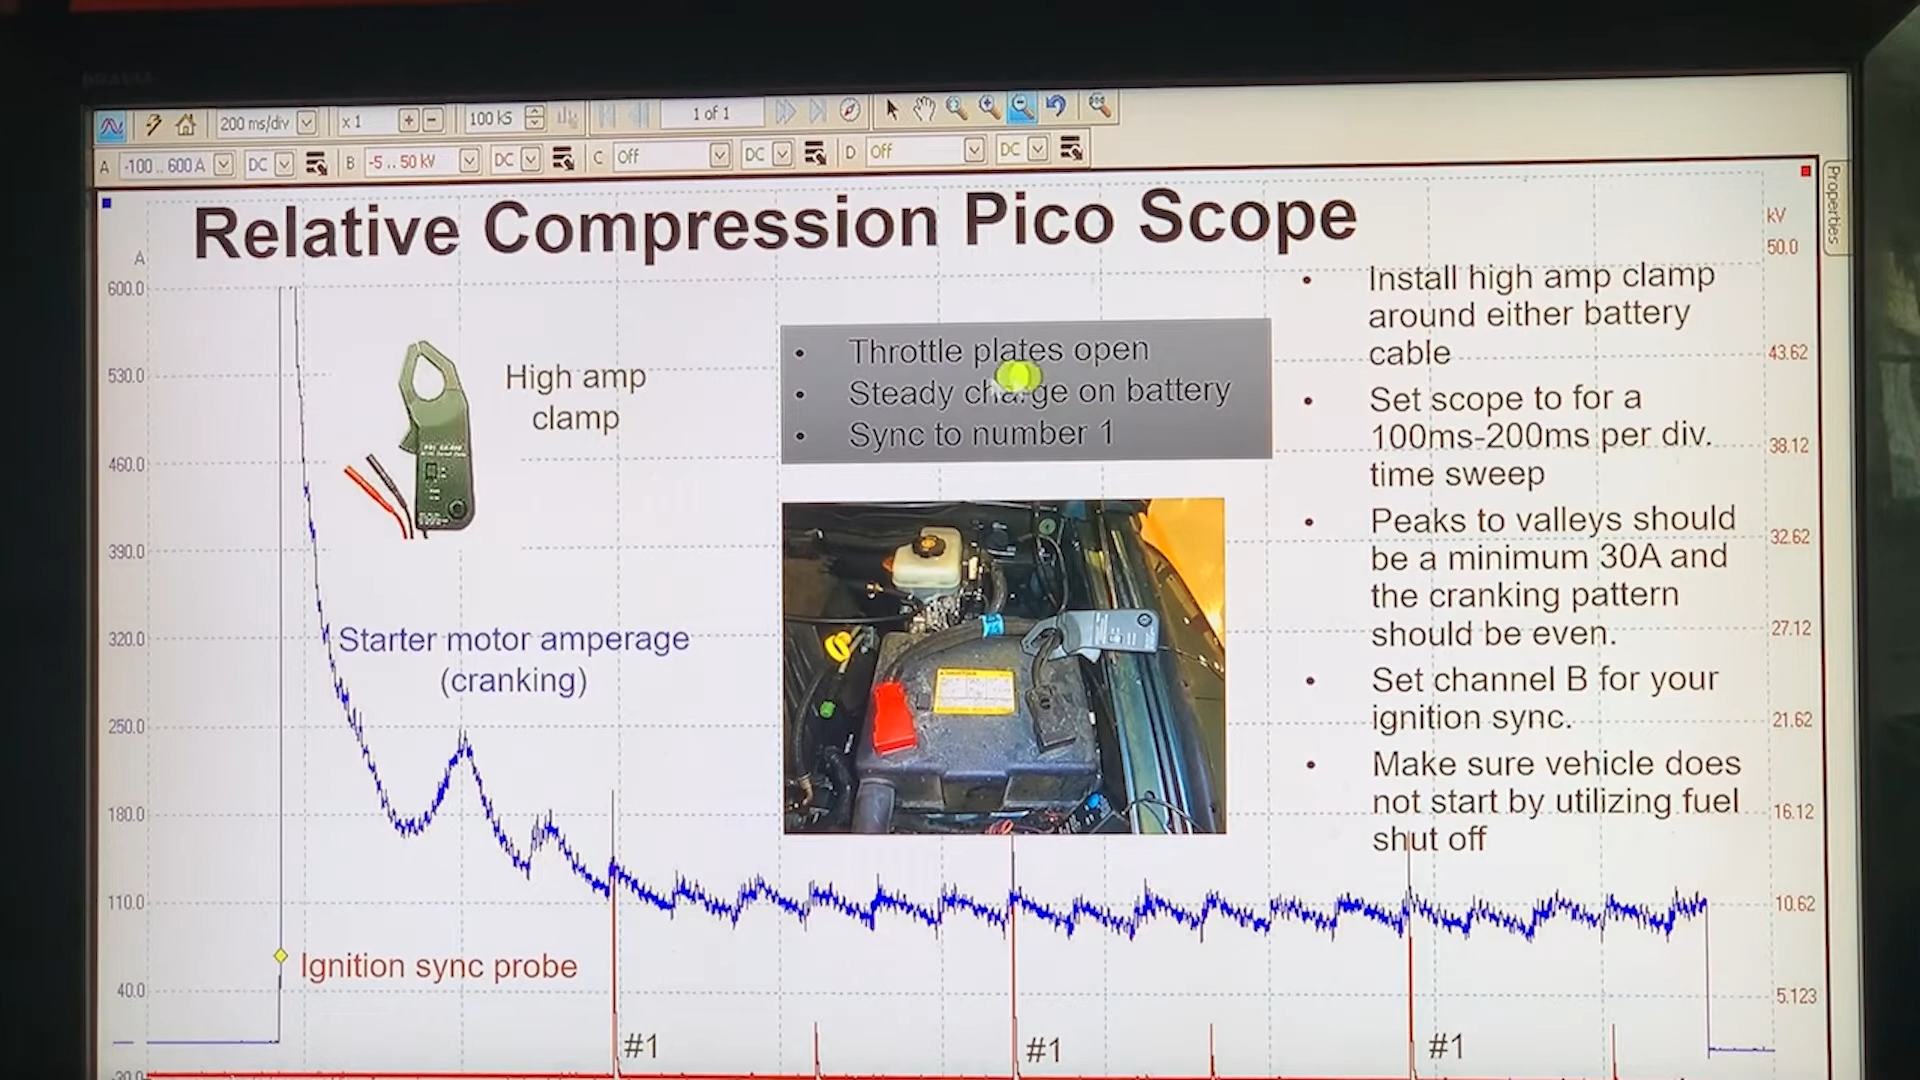 200 ms/div
x 1
100 kS
1 of 1
A -100 .. 600 A DC B -5 .. 50 kV DC C Off DC D Off DC
Properties
Relative Compression Pico Scope
A
600.0
530.0
460.0
390.0
320.0
250.0
180.0
110.0
40.0
-30.0
High amp
clamp
• Throttle plates open
• Steady charge on battery
• Sync to number 1
Starter motor amperage
(cranking)
Ignition sync probe
#1
#1
#1
• Install high amp clamp
around either battery
cable
• Set scope to for a
100ms-200ms per div.
time sweep
• Peaks to valleys should
be a minimum 30A and
the cranking pattern
should be even.
• Set channel B for your
ignition sync.
• Make sure vehicle does
not start by utilizing fuel
shut off
kV
50.0
43.62
38.12
32.62
27.12
21.62
16.12
10.62
5.123